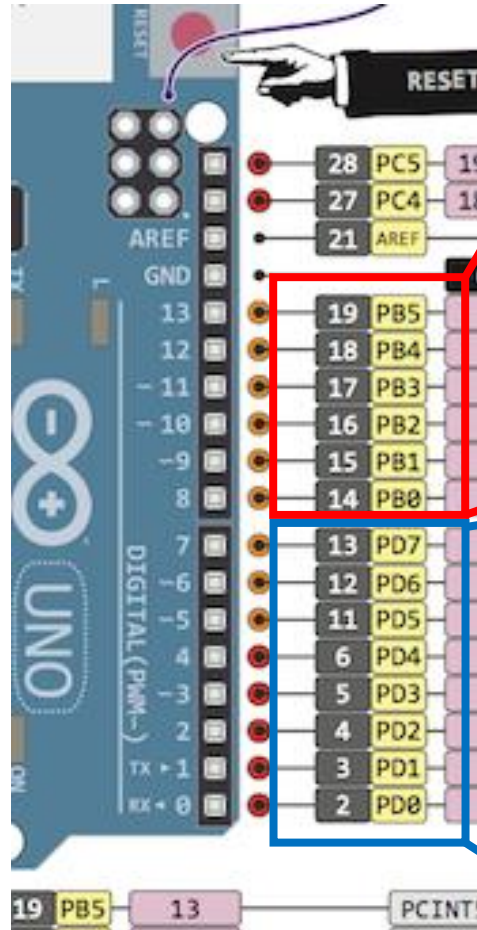 RESET
RESET
28 PC5 19
27 PC4 18
AREF 21 AREF
GND
L
TX
13 19 PB5
12 18 PB4
~11 17 PB3
~10 16 PB2
~9 15 PB1
8 14 PB0
7 13 PD7
~6 12 PD6
~5 11 PD5
4 6 PD4
~3 5 PD3
2 4 PD2
TX ▸ 1 3 PD1
RX ◂ 0 2 PD0
DIGITAL (PWM~)
UNO
ON
19 PB5 13 PCINT5